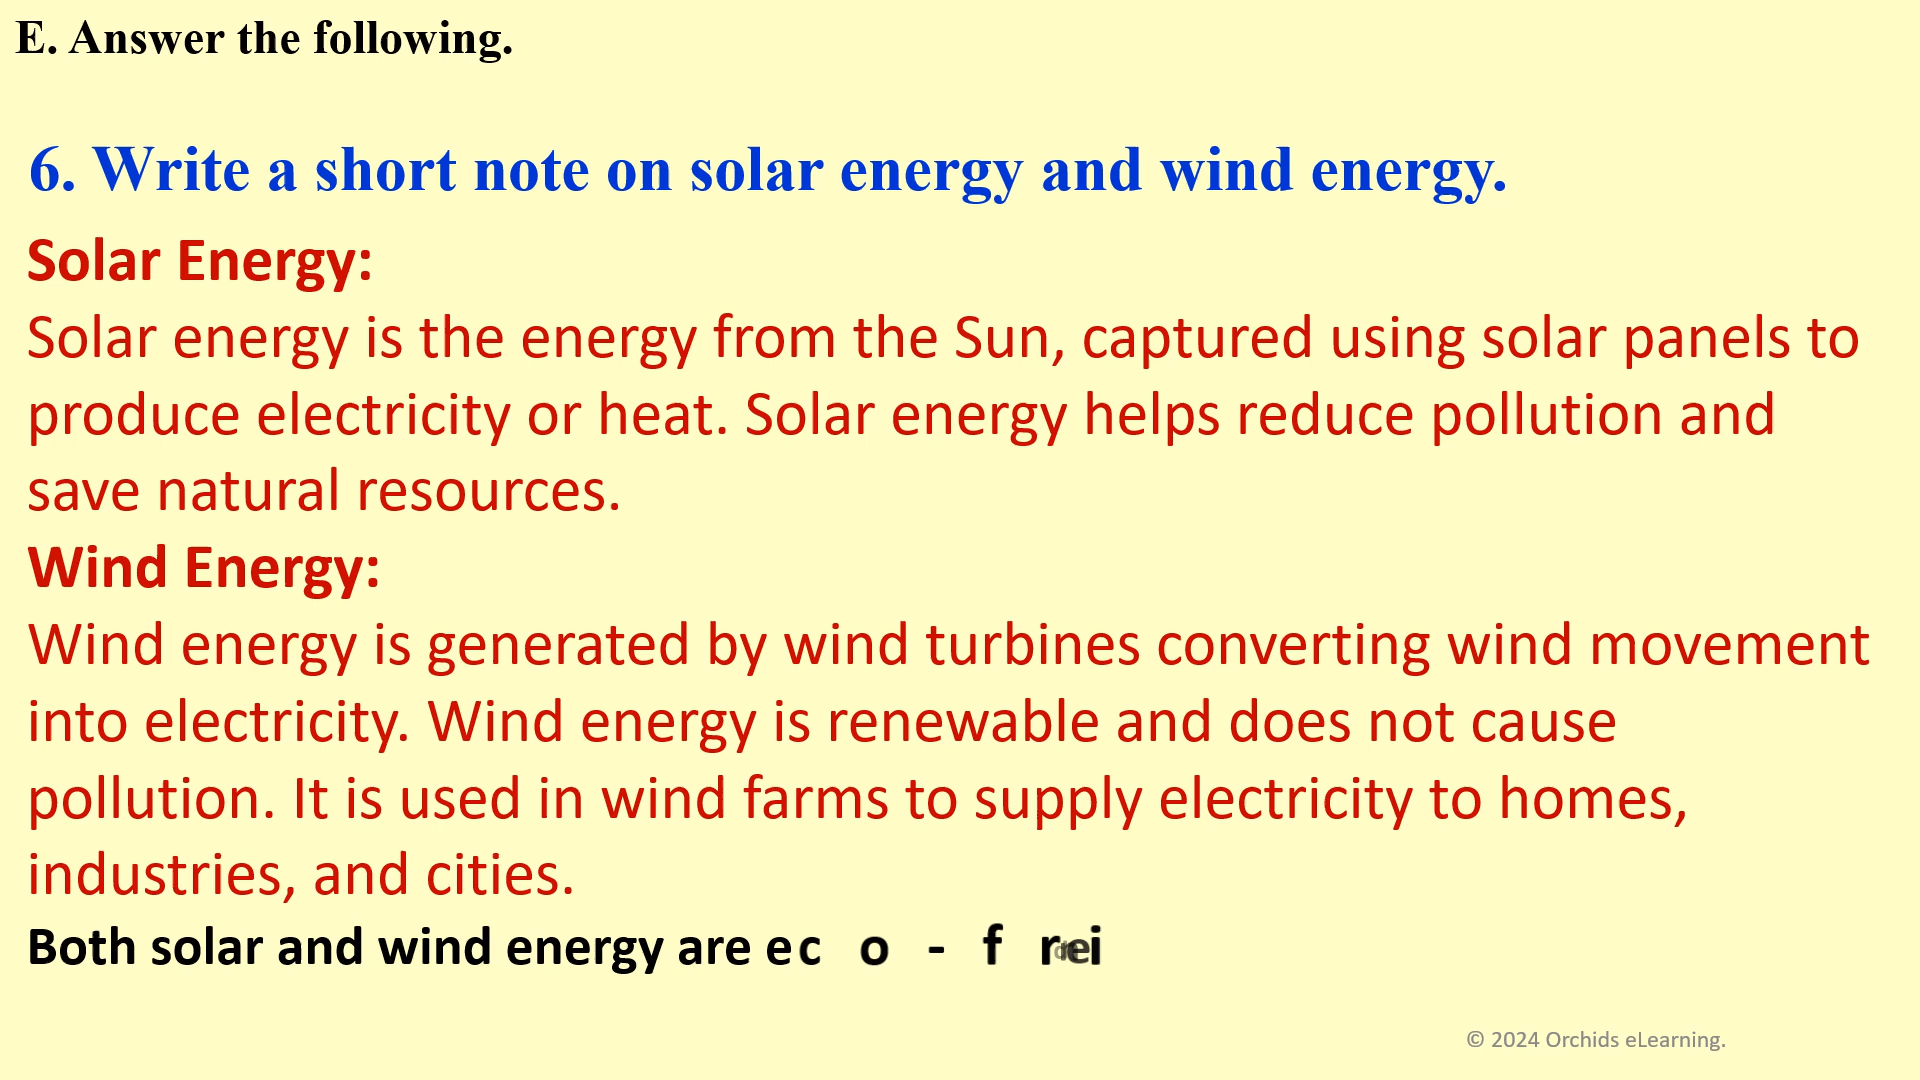 E. Answer the following.
6. Write a short note on solar energy and wind energy.
Solar Energy:
Solar energy is the energy from the Sun, captured using solar panels to
produce electricity or heat. Solar energy helps reduce pollution and
save natural resources.
Wind Energy:
Wind energy is generated by wind turbines converting wind movement
into electricity. Wind energy is renewable and does not cause
pollution. It is used in wind farms to supply electricity to homes,
industries, and cities.
Both solar and wind energy are
© 2024 Orchids eLearning.